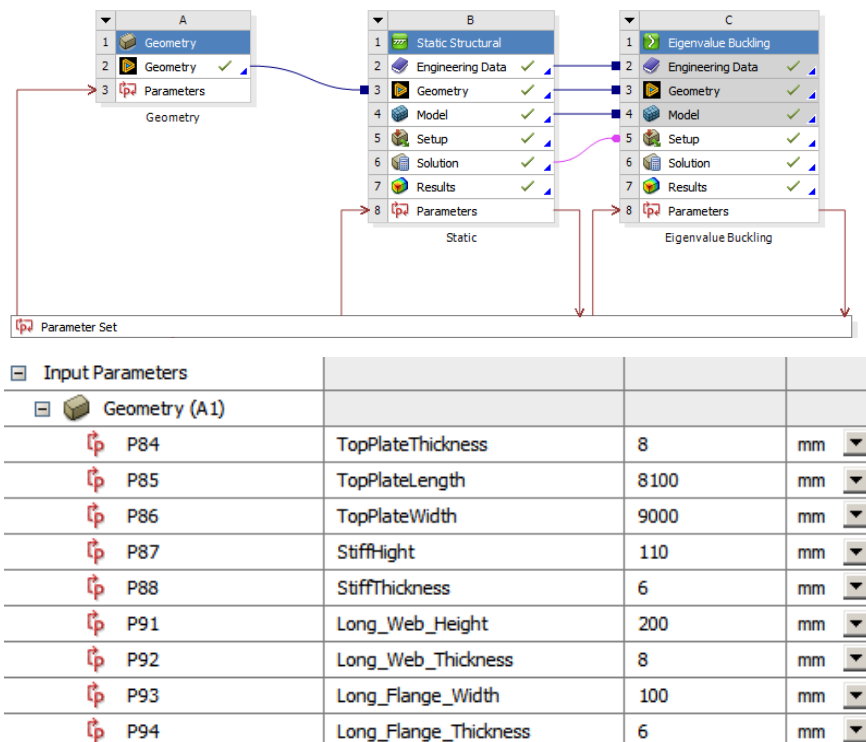 A
1 Geometry
2 Geometry
3 Parameters
Geometry
B
1 Static Structural
2 Engineering Data
3 Geometry
4 Model
5 Setup
6 Solution
7 Results
8 Parameters
Static
C
1 Eigenvalue Buckling
2 Engineering Data
3 Geometry
4 Model
5 Setup
6 Solution
7 Results
8 Parameters
Eigenvalue Buckling
Parameter Set
Input Parameters
Geometry (A1)
P84 TopPlateThickness 8 mm
P85 TopPlateLength 8100 mm
P86 TopPlateWidth 9000 mm
P87 StiffHight 110 mm
P88 StiffThickness 6 mm
P91 Long_Web_Height 200 mm
P92 Long_Web_Thickness 8 mm
P93 Long_Flange_Width 100 mm
P94 Long_Flange_Thickness 6 mm